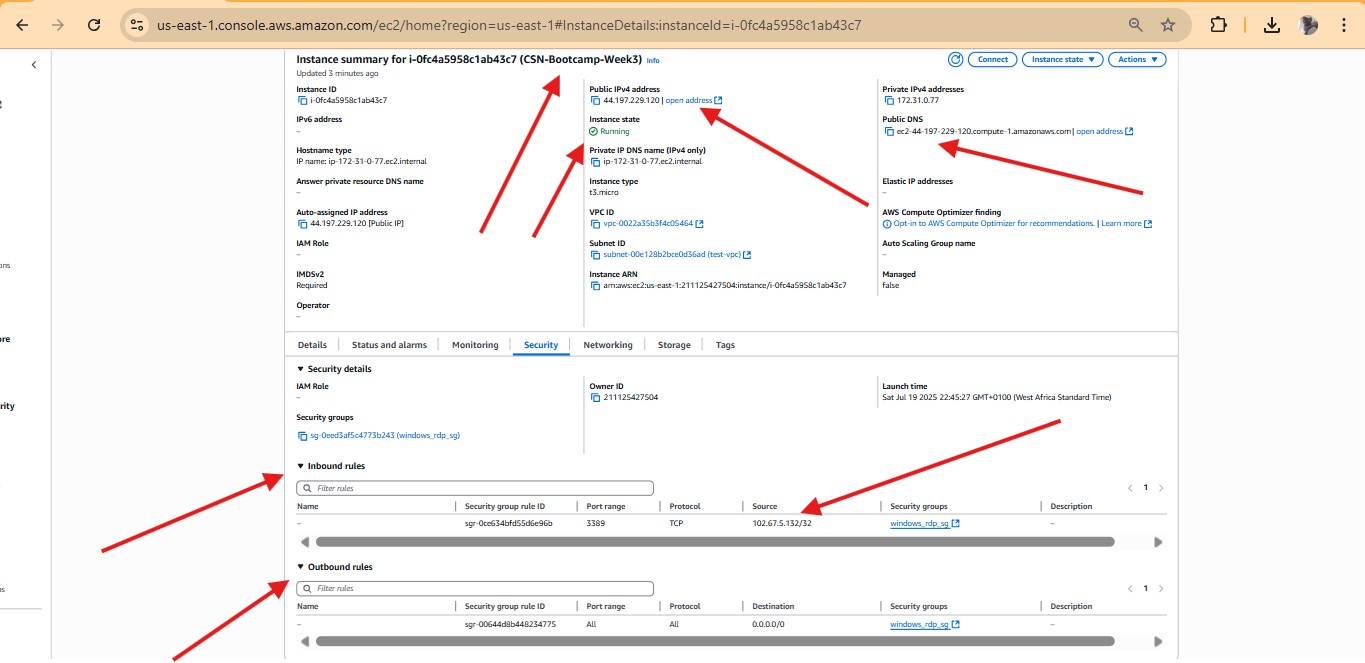 us-east-1.console.aws.amazon.com/ec2/home?region=us-east-1#InstanceDetails:instanceId=i-0fc4a5958c1ab43c7
Instance summary for i-0fc4a5958c1ab43c7 (CSN-Bootcamp-Week3) Info
Connect Instance state Actions
Updated 3 minutes ago
Instance ID
i-0fc4a5958c1ab43c7
IPv6 address
–
Hostname type
IP name: ip-172-31-0-77.ec2.internal
Answer private resource DNS name
–
Auto-assigned IP address
44.197.229.120 [Public IP]
IAM Role
–
IMDSv2
Required
Operator
–
Public IPv4 address
44.197.229.120 | open address
Instance state
Running
Private IP DNS name (IPv4 only)
ip-172-31-0-77.ec2.internal
Instance type
t3.micro
VPC ID
vpc-0022a35b3f4c05464
Subnet ID
subnet-00e128b2bce0d36ad (test-vpc)
Instance ARN
arn:aws:ec2:us-east-1:211125427504:instance/i-0fc4a5958c1ab43c7
Private IPv4 addresses
172.31.0.77
Public DNS
ec2-44-197-229-120.compute-1.amazonaws.com | open address
Elastic IP addresses
–
AWS Compute Optimizer finding
Opt-in to AWS Compute Optimizer for recommendations. | Learn more
Auto Scaling Group name
–
Managed
false
ons
ore
rity
ns
Details Status and alarms Monitoring Security Networking Storage Tags
Security details
IAM Role
–
Security groups
sg-0eed3af5c4773b243 (windows_rdp_sg)
Owner ID
211125427504
Launch time
Sat Jul 19 2025 22:45:27 GMT+0100 (West Africa Standard Time)
Inbound rules
Filter rules
1
Name Security group rule ID Port range Protocol Source Security groups Description
– sgr-0ce634bfd55d6e96b 3389 TCP 102.67.5.132/32 windows_rdp_sg –
Outbound rules
Filter rules
1
Name Security group rule ID Port range Protocol Destination Security groups Description
– sgr-00644d8b448234775 All All 0.0.0.0/0 windows_rdp_sg –